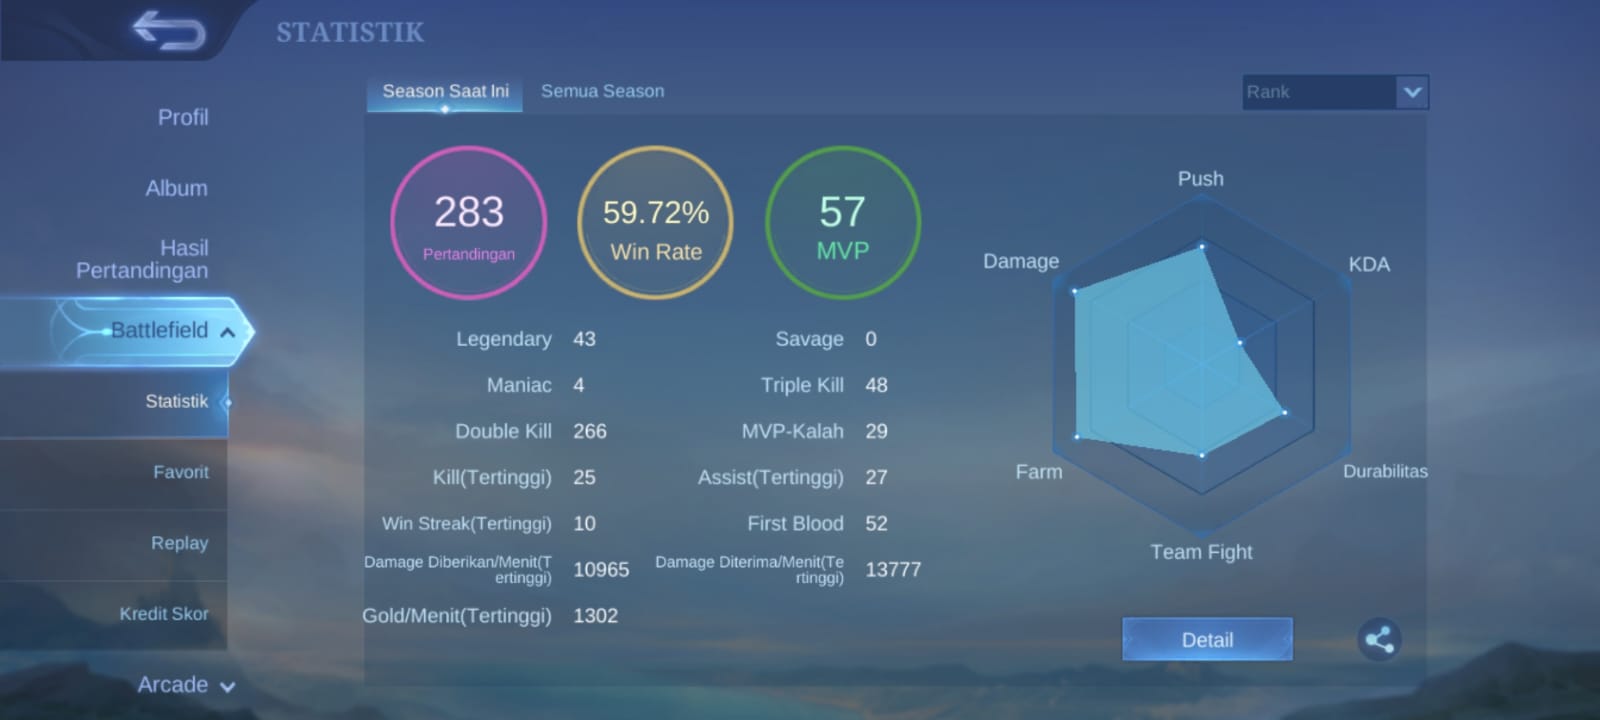 STATISTIK
Profil
Album
Hasil
Pertandingan
Battlefield
Statistik
Favorit
Replay
Kredit Skor
Arcade
Season Saat Ini
Semua Season
Rank
283
Pertandingan
59.72%
Win Rate
57
MVP
Legendary 43
Savage 0
Maniac 4
Triple Kill 48
Double Kill 266
MVP-Kalah 29
Kill(Tertinggi) 25
Assist(Tertinggi) 27
Win Streak(Tertinggi) 10
First Blood 52
Damage Diberikan/Menit(T
ertinggi) 10965
Damage Diterima/Menit(Te
rtinggi) 13777
Gold/Menit(Tertinggi) 1302
Push
Damage
KDA
Farm
Durabilitas
Team Fight
Detail